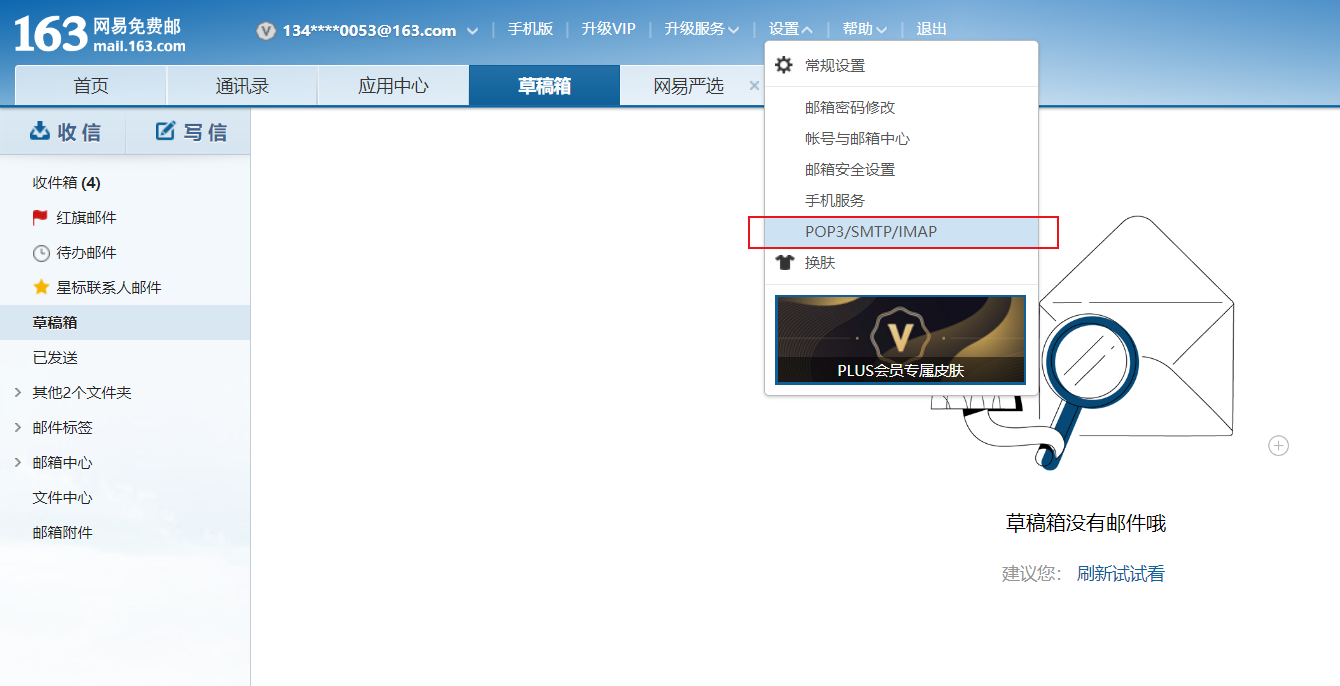 163 网易免费邮
mail.163.com
V 134****0053@163.com
手机版
升级VIP
升级服务
设置
帮助
退出
首页
通讯录
应用中心
草稿箱
网易严选
收信
写信
收件箱 (4)
红旗邮件
待办邮件
星标联系人邮件
草稿箱
已发送
其他2个文件夹
邮件标签
邮箱中心
文件中心
邮箱附件
常规设置
邮箱密码修改
帐号与邮箱中心
邮箱安全设置
手机服务
POP3/SMTP/IMAP
换肤
V
PLUS会员专属皮肤
草稿箱没有邮件哦
建议您： 刷新试试看